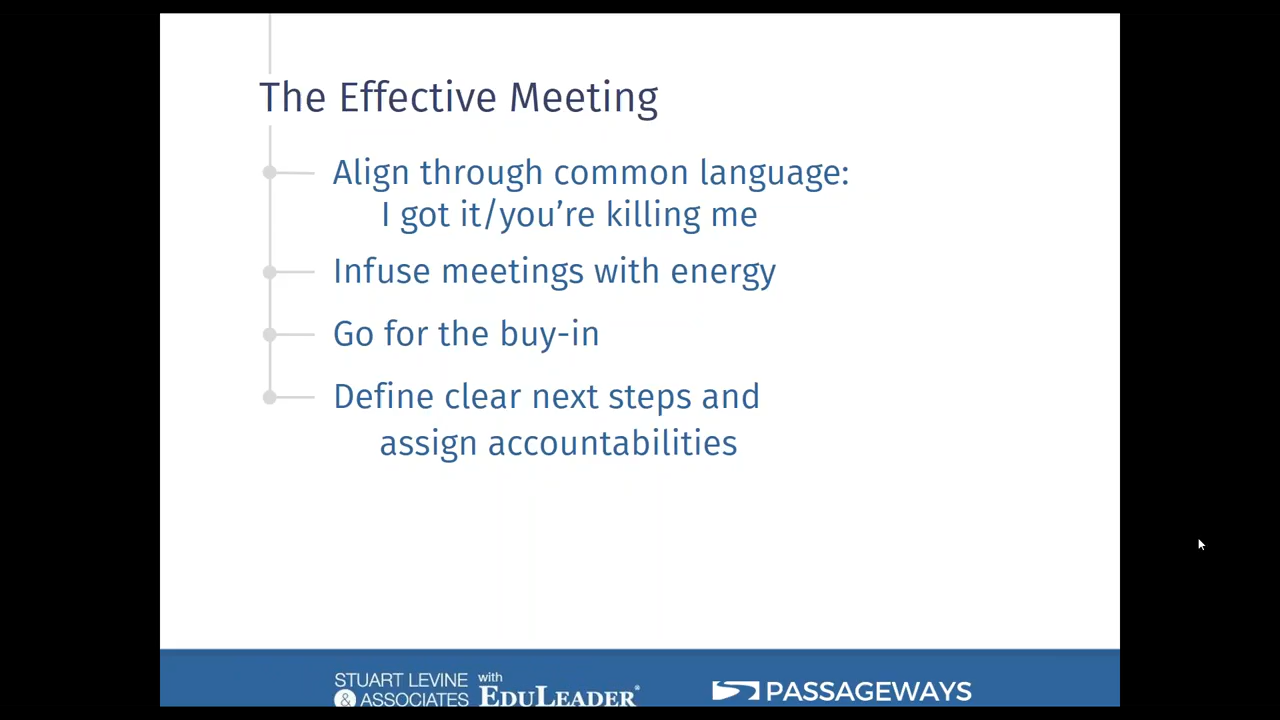 The Effective Meeting
Align through common language:
I got it/you’re killing me
Infuse meetings with energy
Go for the buy-in
Define clear next steps and
assign accountabilities
STUART LEVINE with
& ASSOCIATES EDULEADER®
PASSAGEWAYS